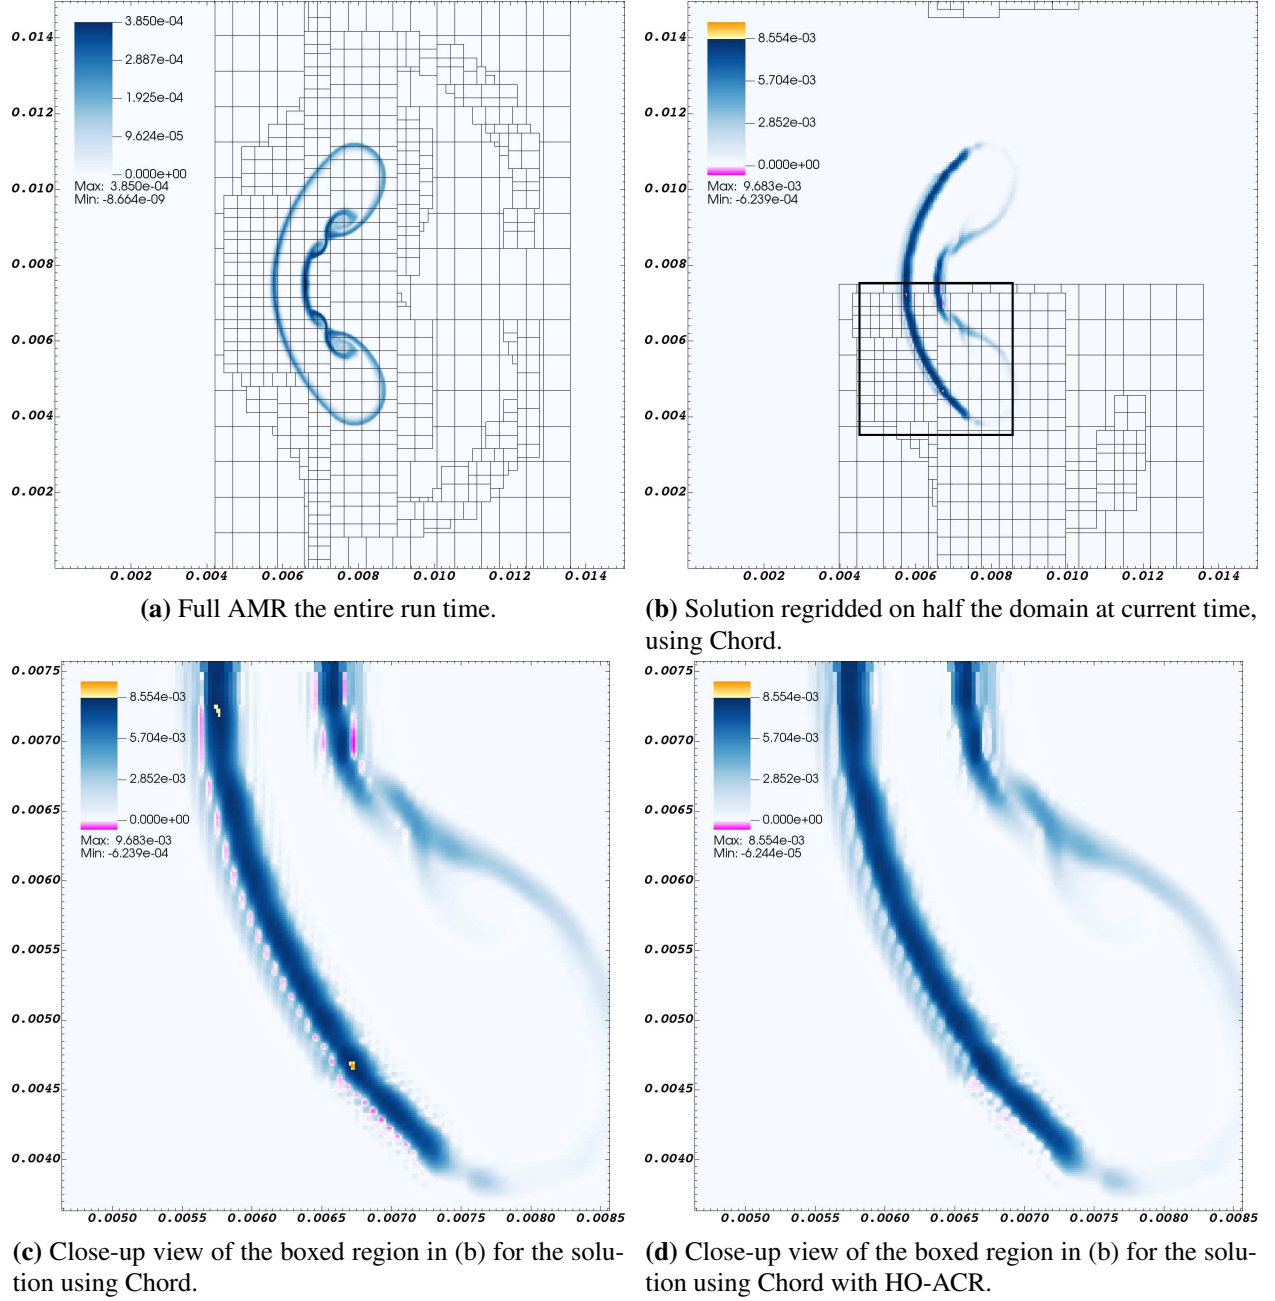 0.014
0.012
0.010
0.008
0.006
0.004
0.002
3.850e-04
2.887e-04
1.925e-04
9.624e-05
0.000e+00
Max: 3.850e-04
Min: -8.664e-09
0.002 0.004 0.006 0.008 0.010 0.012 0.014
(a) Full AMR the entire run time.
0.014
0.012
0.010
0.008
0.006
0.004
0.002
8.553e-03
5.704e-03
2.852e-03
0.000e+00
Max: 9.683e-03
Min: -6.239e-04
0.002 0.004 0.006 0.008 0.010 0.012 0.014
(b) Solution regridded on half the domain at current time,
using Chord.
0.0075
0.0070
0.0065
0.0060
0.0055
0.0050
0.0045
0.0040
8.554e-03
5.704e-03
2.852e-03
0.000e+00
Max: 9.683e-03
Min: -6.239e-04
0.0050 0.0055 0.0060 0.0065 0.0070 0.0075 0.0080 0.0085
(c) Close-up view of the boxed region in (b) for the solu-
tion using Chord.
0.0075
0.0070
0.0065
0.0060
0.0055
0.0050
0.0045
0.0040
8.554e-03
5.704e-03
2.852e-03
0.000e+00
Max: 8.554e-03
Min: -6.244e-05
0.0050 0.0055 0.0060 0.0065 0.0070 0.0075 0.0080 0.0085
(d) Close-up view of the boxed region in (b) for the solu-
tion using Chord with HO-ACR.